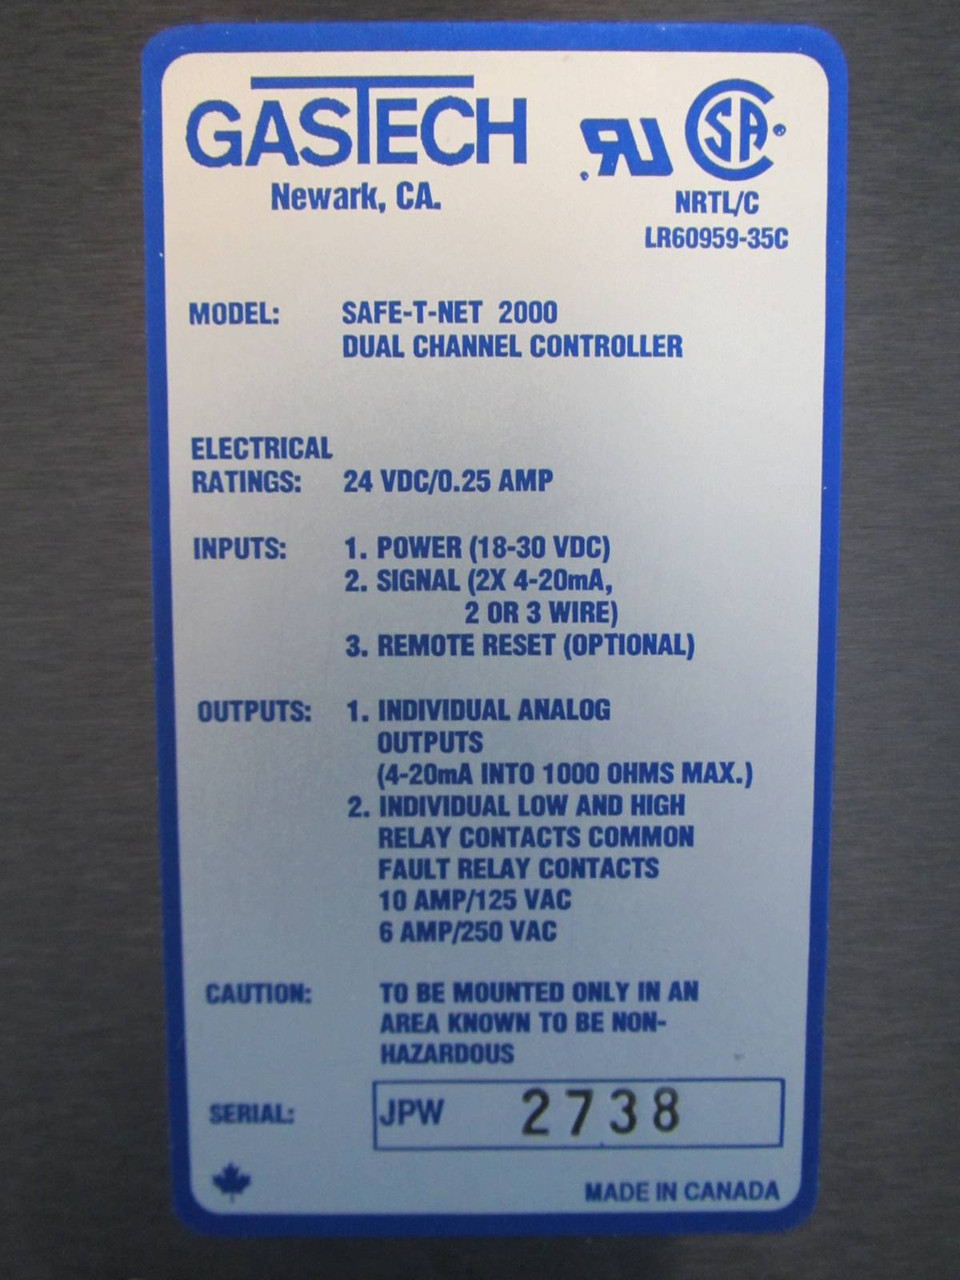 GASTECH
Newark, CA.
RU SA
NRTL/C
LR60959-35C
MODEL: SAFE-T-NET 2000
DUAL CHANNEL CONTROLLER
ELECTRICAL
RATINGS: 24 VDC/0.25 AMP
INPUTS: 1. POWER (18-30 VDC)
2. SIGNAL (2X 4-20mA,
2 OR 3 WIRE)
3. REMOTE RESET (OPTIONAL)
OUTPUTS: 1. INDIVIDUAL ANALOG
OUTPUTS
(4-20mA INTO 1000 OHMS MAX.)
2. INDIVIDUAL LOW AND HIGH
RELAY CONTACTS COMMON
FAULT RELAY CONTACTS
10 AMP/125 VAC
6 AMP/250 VAC
CAUTION: TO BE MOUNTED ONLY IN AN
AREA KNOWN TO BE NON-
HAZARDOUS
SERIAL: JPW 2738
MADE IN CANADA